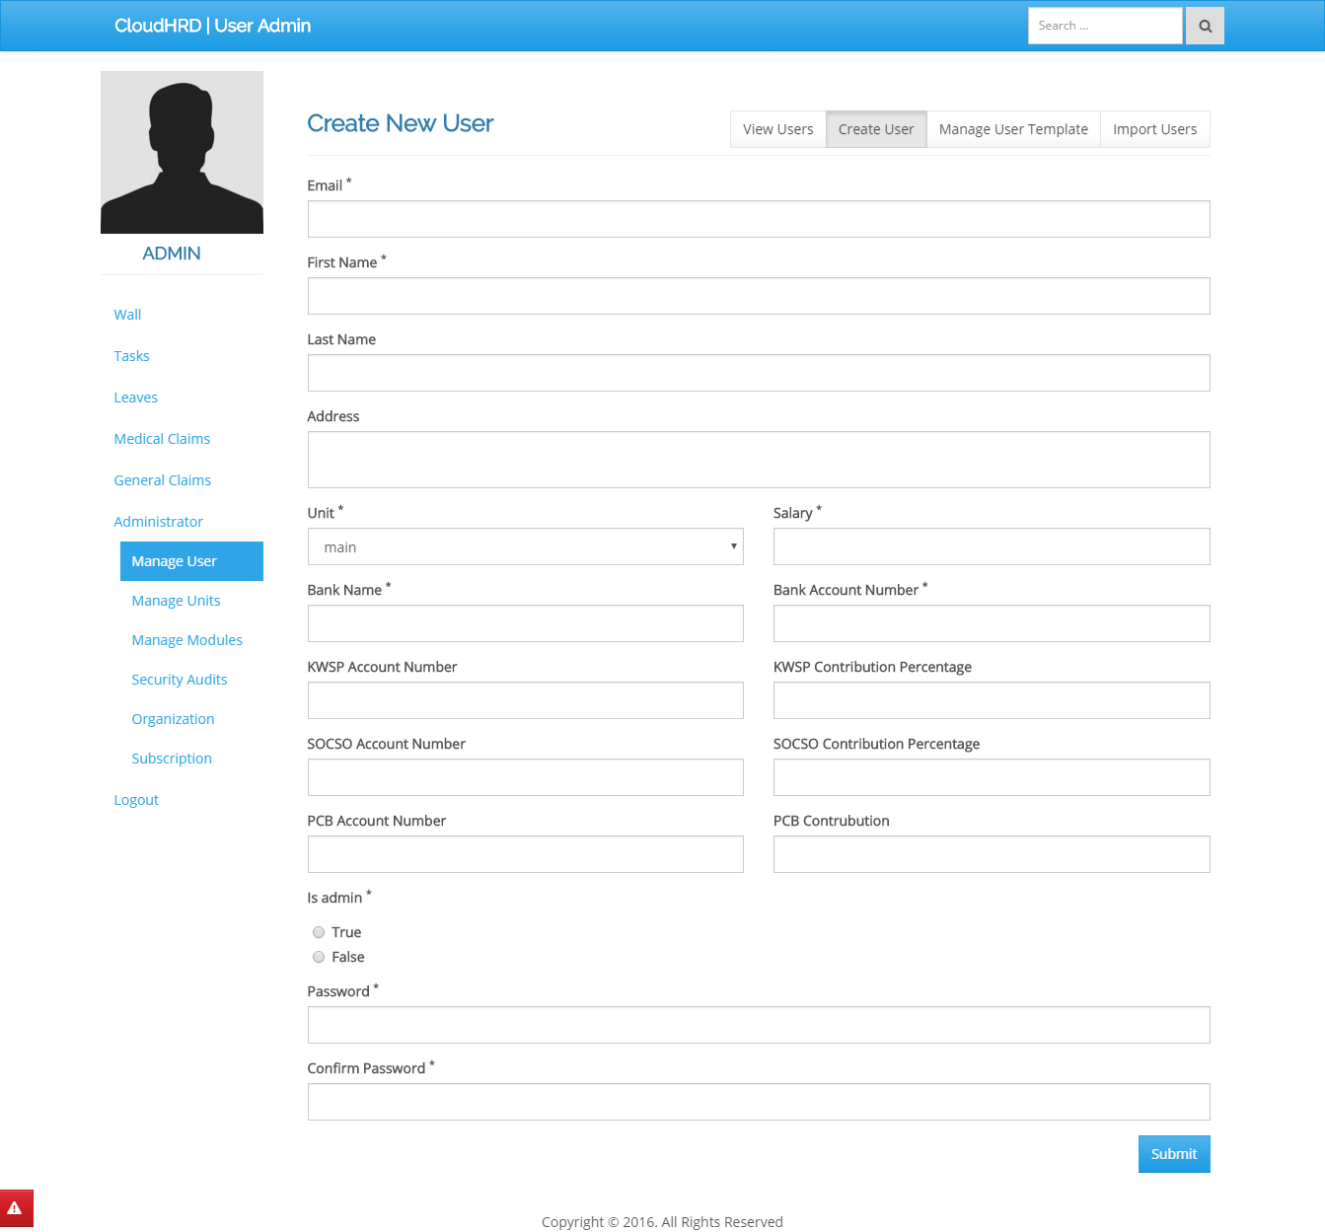 CloudHRD | User Admin
Search ...
ADMIN
Wall
Tasks
Leaves
Medical Claims
General Claims
Administrator
Manage User
Manage Units
Manage Modules
Security Audits
Organization
Subscription
Logout
Create New User
View Users Create User Manage User Template Import Users
Email *
First Name *
Last Name
Address
Unit * Salary *
main
Bank Name * Bank Account Number *
KWSP Account Number KWSP Contribution Percentage
SOCSO Account Number SOCSO Contribution Percentage
PCB Account Number PCB Contrubution
Is admin *
True
False
Password *
Confirm Password *
Submit
Copyright © 2016. All Rights Reserved